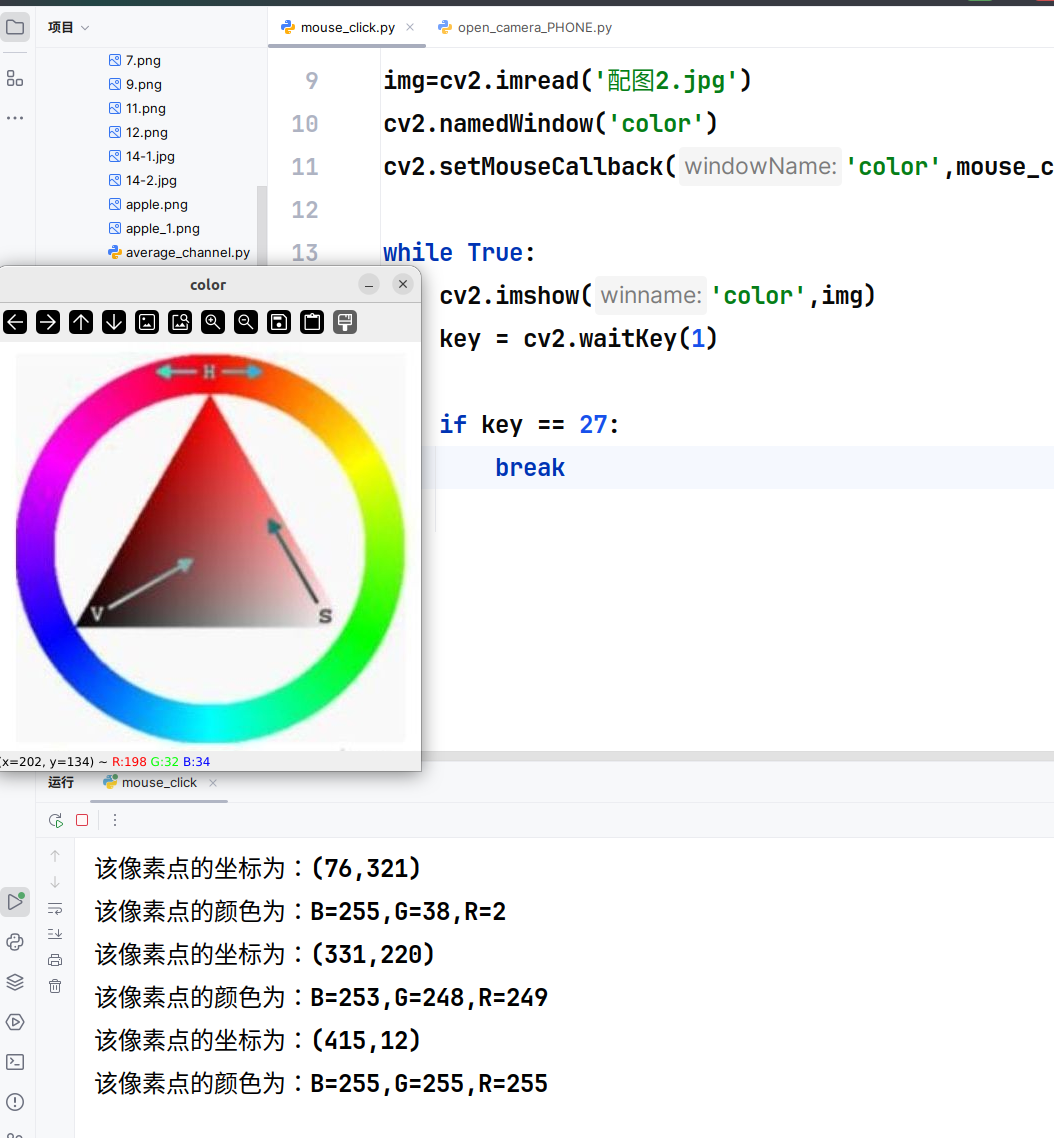 项目
mouse_click.py
open_camera_PHONE.py
7.png
9.png
11.png
12.png
14-1.jpg
14-2.jpg
apple.png
apple_1.png
average_channel.py
9 img=cv2.imread('配图2.jpg')
10 cv2.namedWindow('color')
11 cv2.setMouseCallback( windowName: 'color',mouse_c
12
13 while True:
cv2.imshow( winname: 'color',img)
key = cv2.waitKey(1)
if key == 27:
break
color
H
V
S
(x=202, y=134) ~ R:198 G:32 B:34
运行
mouse_click
该像素点的坐标为：(76,321)
该像素点的颜色为：B=255,G=38,R=2
该像素点的坐标为：(331,220)
该像素点的颜色为：B=253,G=248,R=249
该像素点的坐标为：(415,12)
该像素点的颜色为：B=255,G=255,R=255